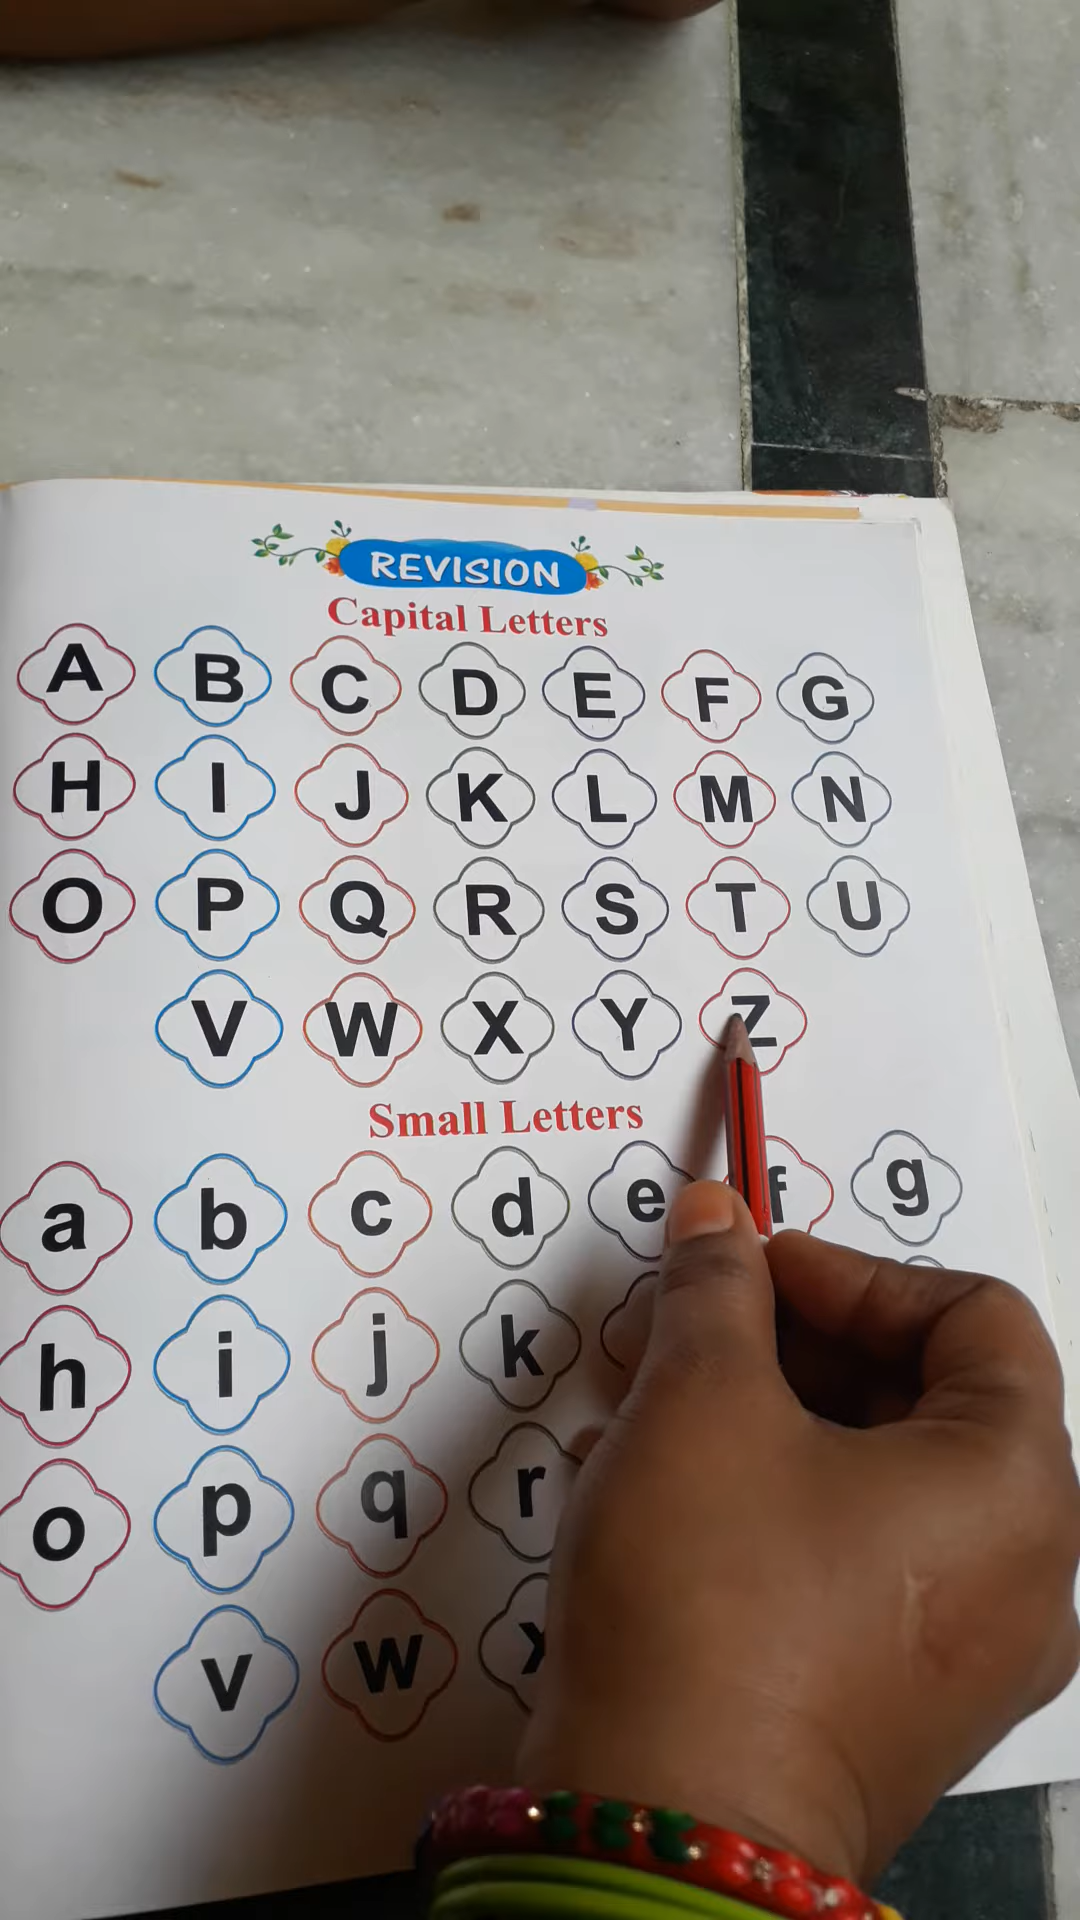 REVISION
Capital Letters
A B C D E F G
H I J K L M N
O P Q R S T U
V W X Y Z
Small Letters
a b c d e f g
h i j k
o p q r
v w x